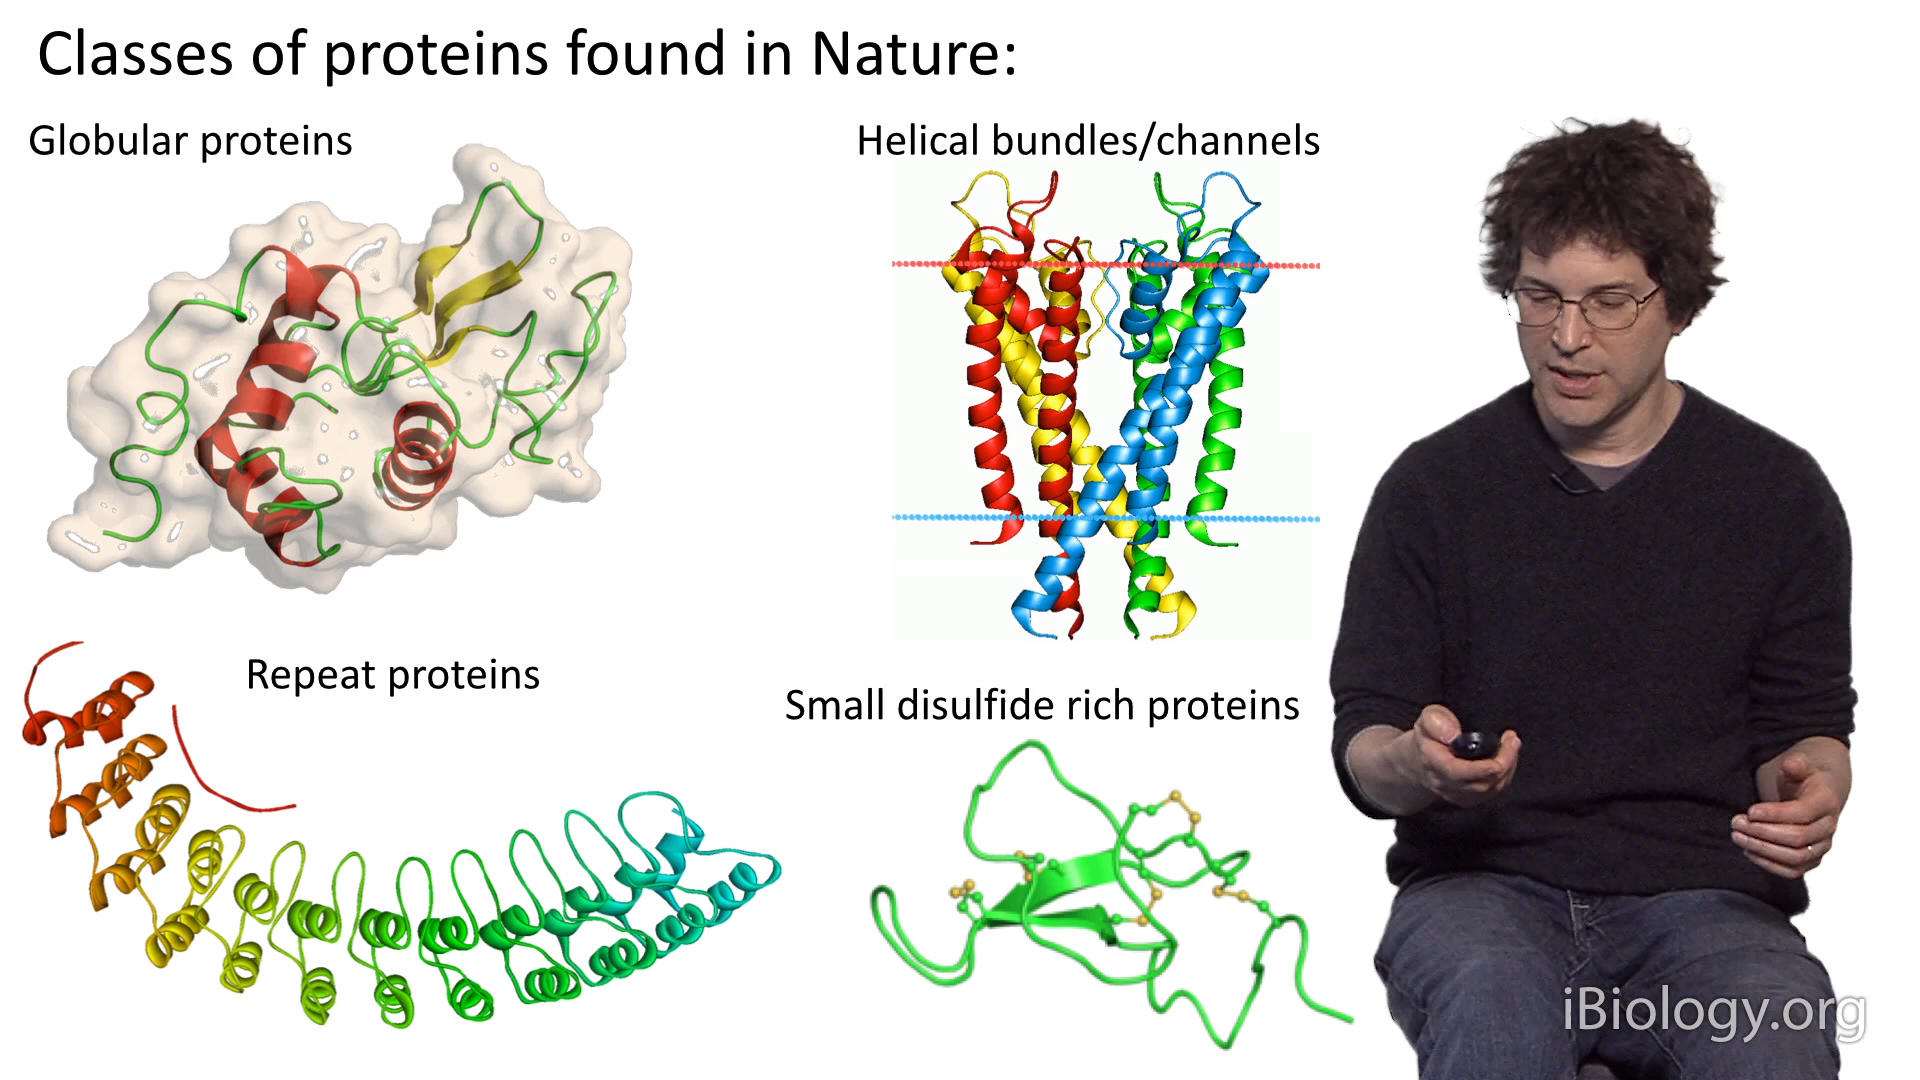 Classes of proteins found in Nature:
Globular proteins
Helical bundles/channels
Repeat proteins
Small disulfide rich proteins
iBiology.org